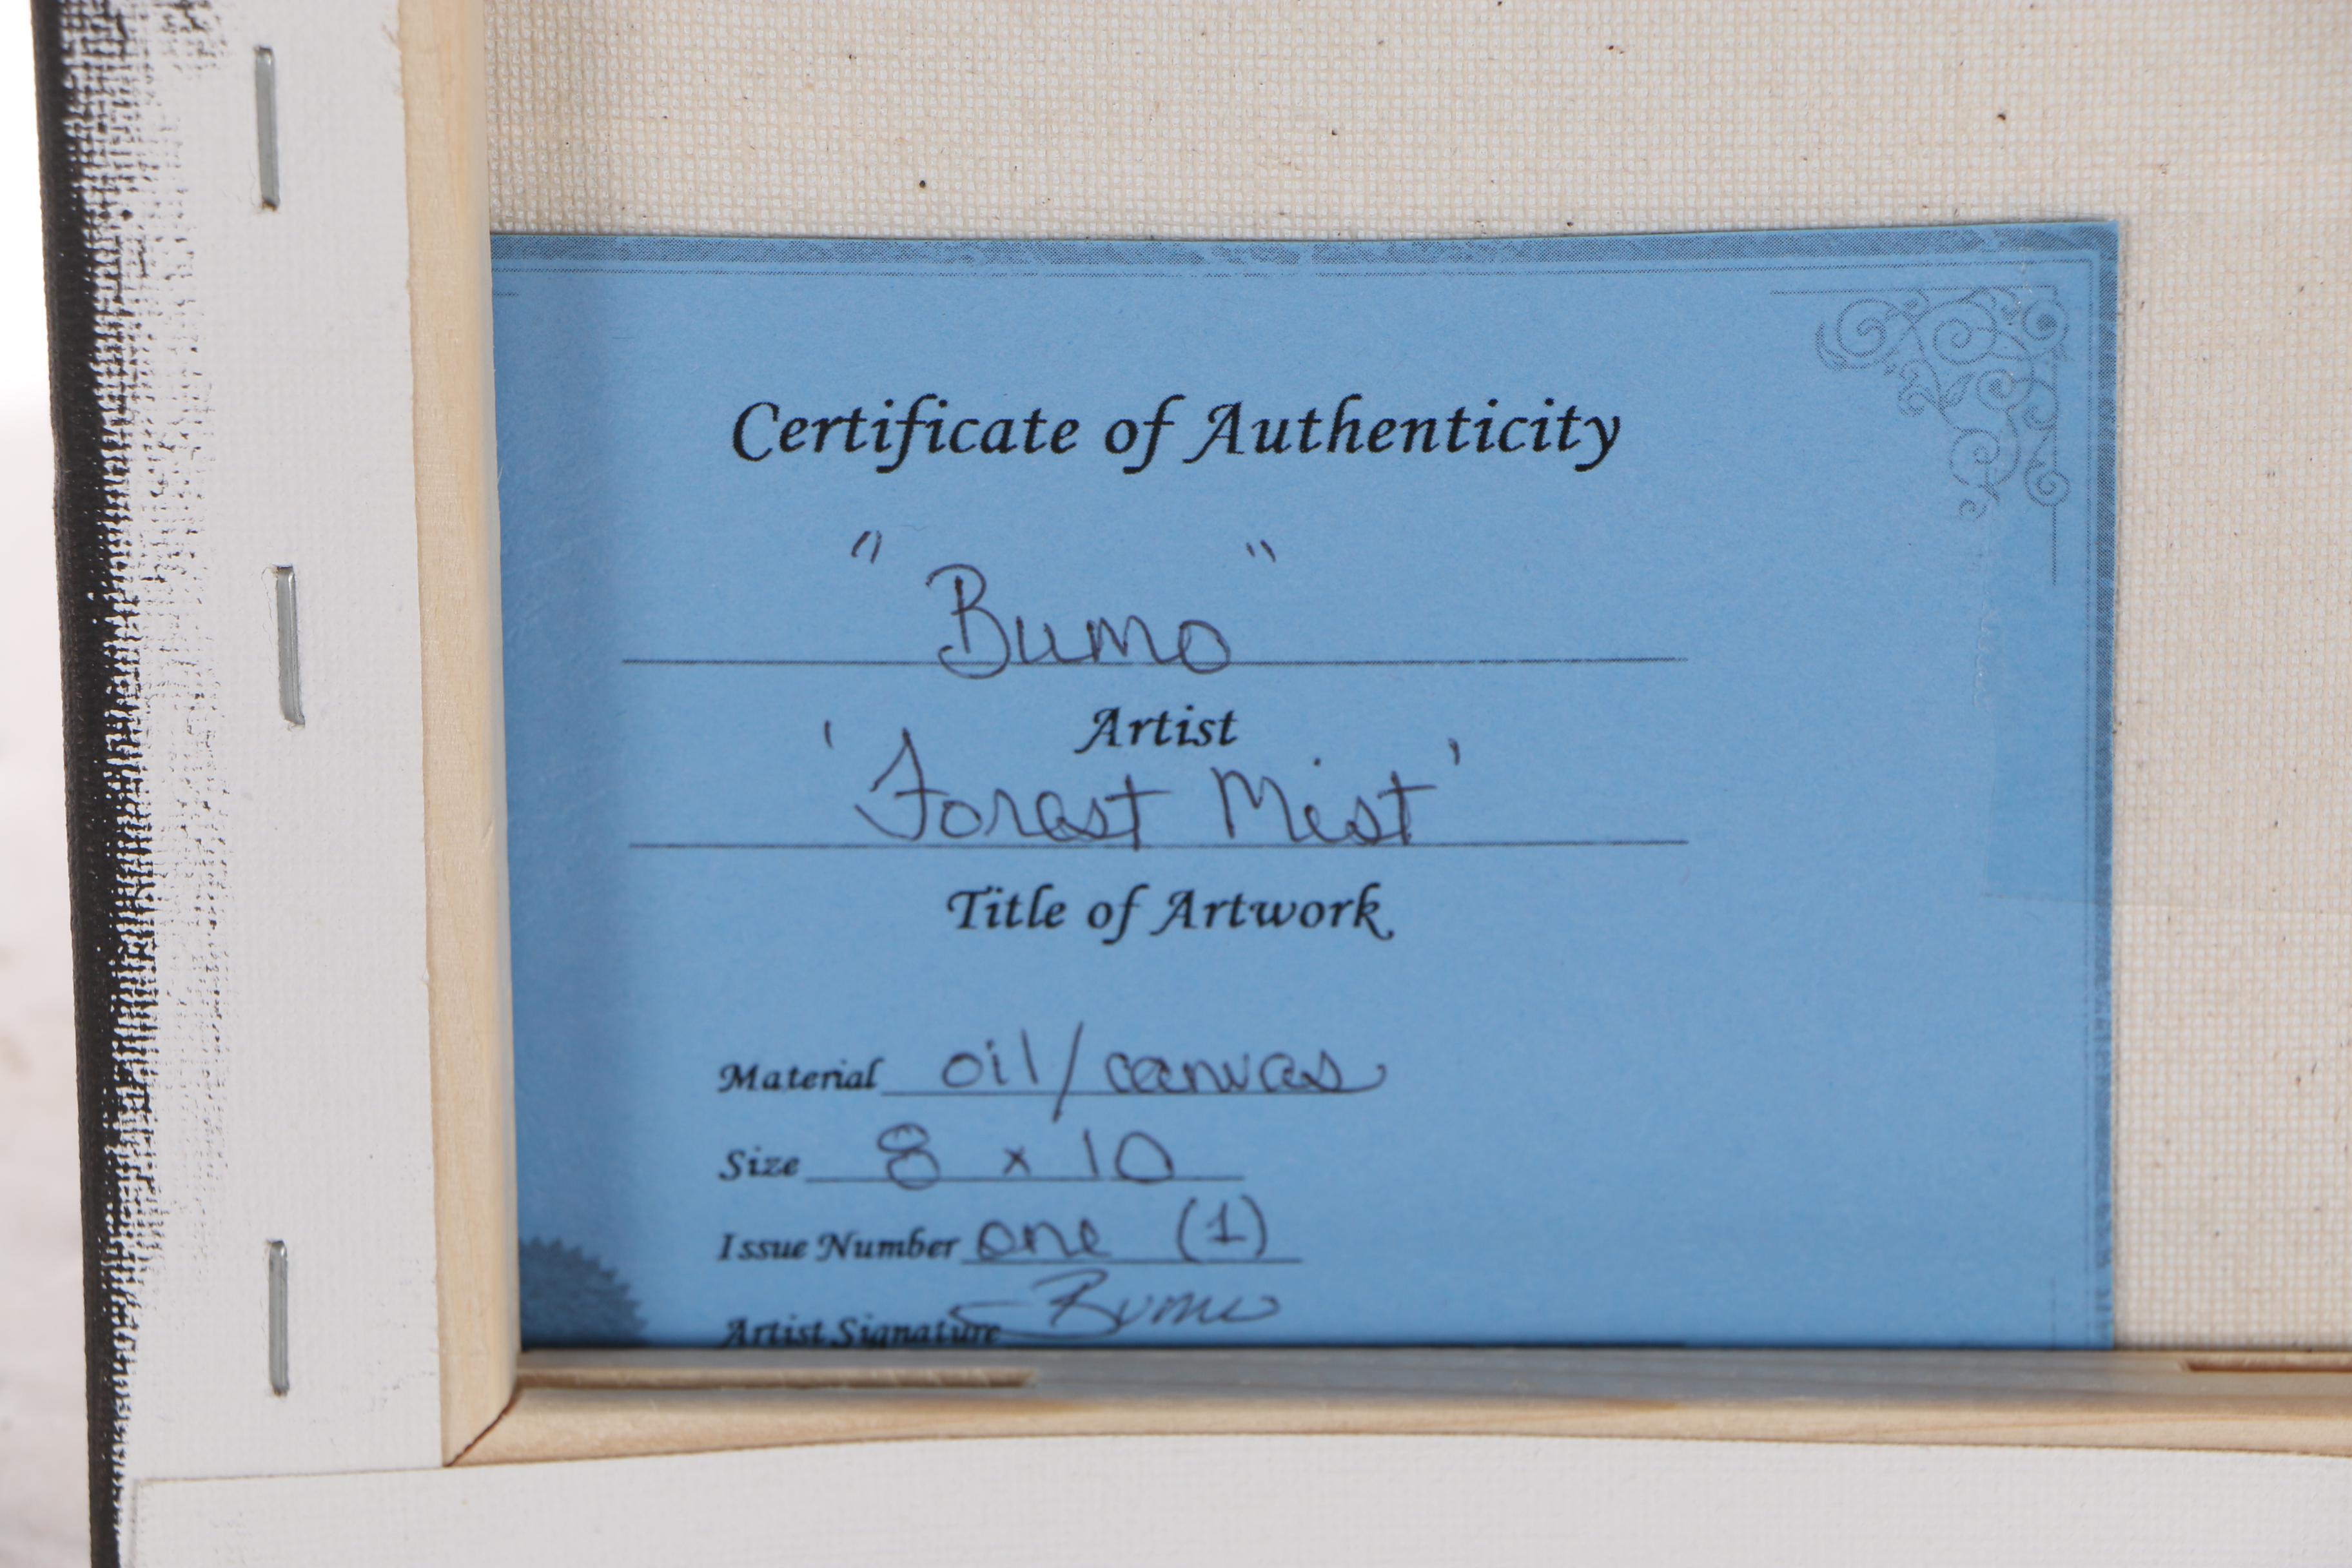 Certificate of Authenticity
"Bumo"
Artist
'Forest Mist'
Title of Artwork
Material oil/canvas
Size 8 x 10
Issue Number one (1)
Artist Signature Bumo